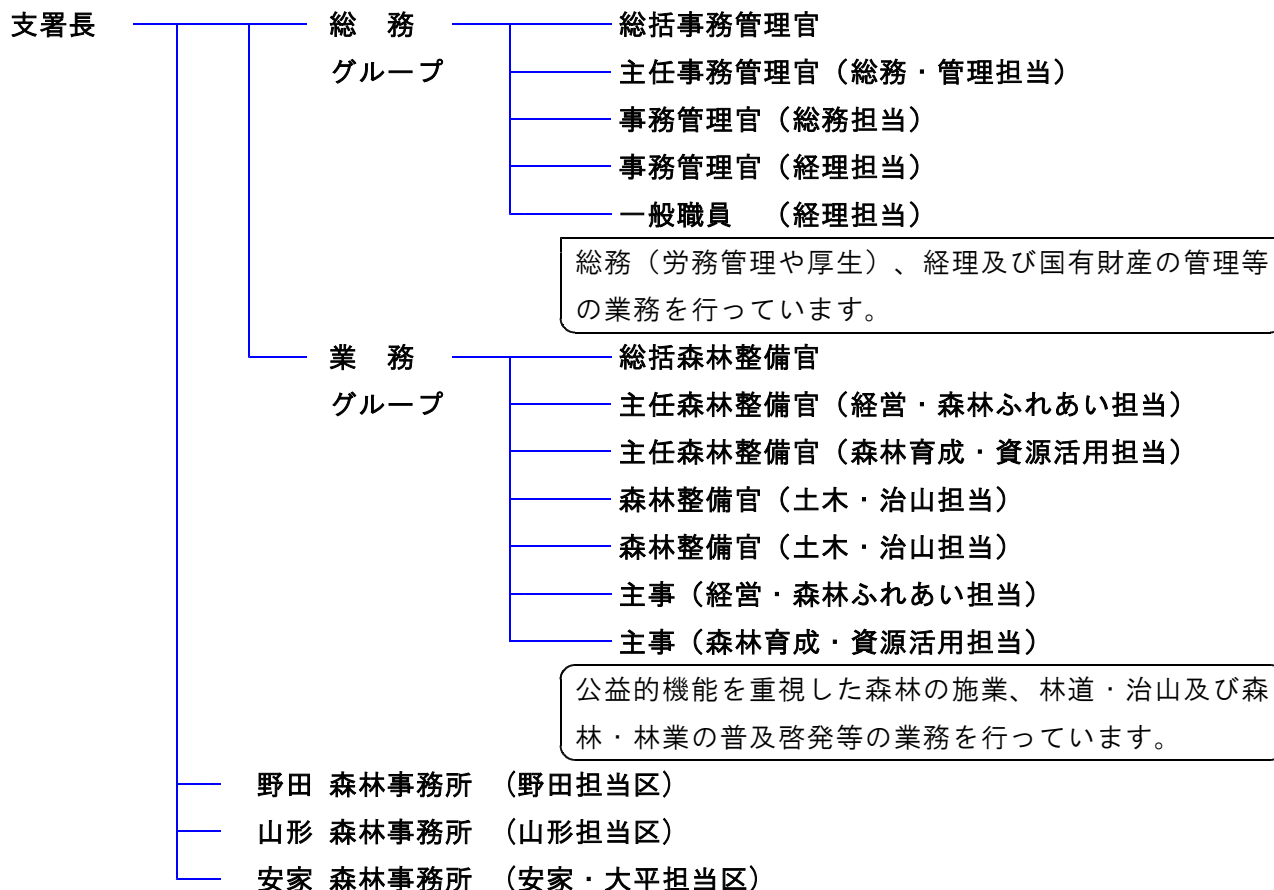 支署長 総　務 総括事務管理官
グループ 主任事務管理官（総務・管理担当）
事務管理官（総務担当）
事務管理官（経理担当）
一般職員　（経理担当）
総務（労務管理や厚生）、経理及び国有財産の管理等
の業務を行っています。
業　務 総括森林整備官
グループ 主任森林整備官（経営・森林ふれあい担当）
主任森林整備官（森林育成・資源活用担当）
森林整備官（土木・治山担当）
森林整備官（土木・治山担当）
主事（経営・森林ふれあい担当）
主事（森林育成・資源活用担当）
公益的機能を重視した森林の施業、林道・治山及び森
林・林業の普及啓発等の業務を行っています。
野田 森林事務所　（野田担当区）
山形 森林事務所　（山形担当区）
安家 森林事務所　（安家・大平担当区）